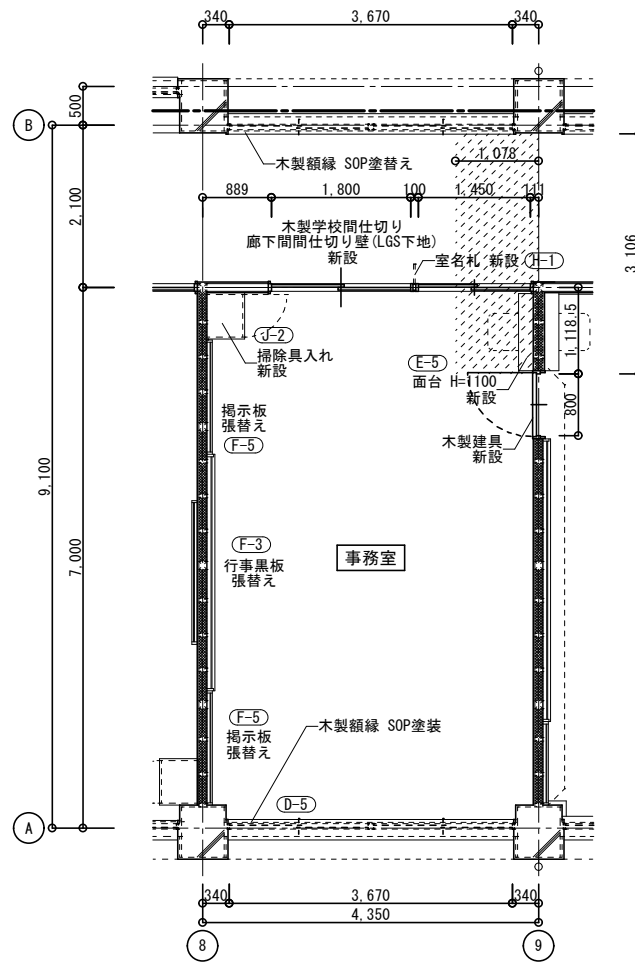 340
3,670
340
500
B
1,078
木製額縁 SOP塗替え
2,100
889
1,800
100
1,450
111
木製学校間仕切り
廊下間間仕切り壁(LGS下地)
新設
室名札 新設
H-1
3,106
J-2
掃除具入れ
新設
E-5
面台 H=1100
新設
1,118.5
800
掲示板
張替え
F-5
木製建具
新設
9,100
7,000
F-3
行事黒板
張替え
事務室
F-5
掲示板
張替え
木製額縁 SOP塗装
D-5
A
340
3,670
340
4,350
8
9